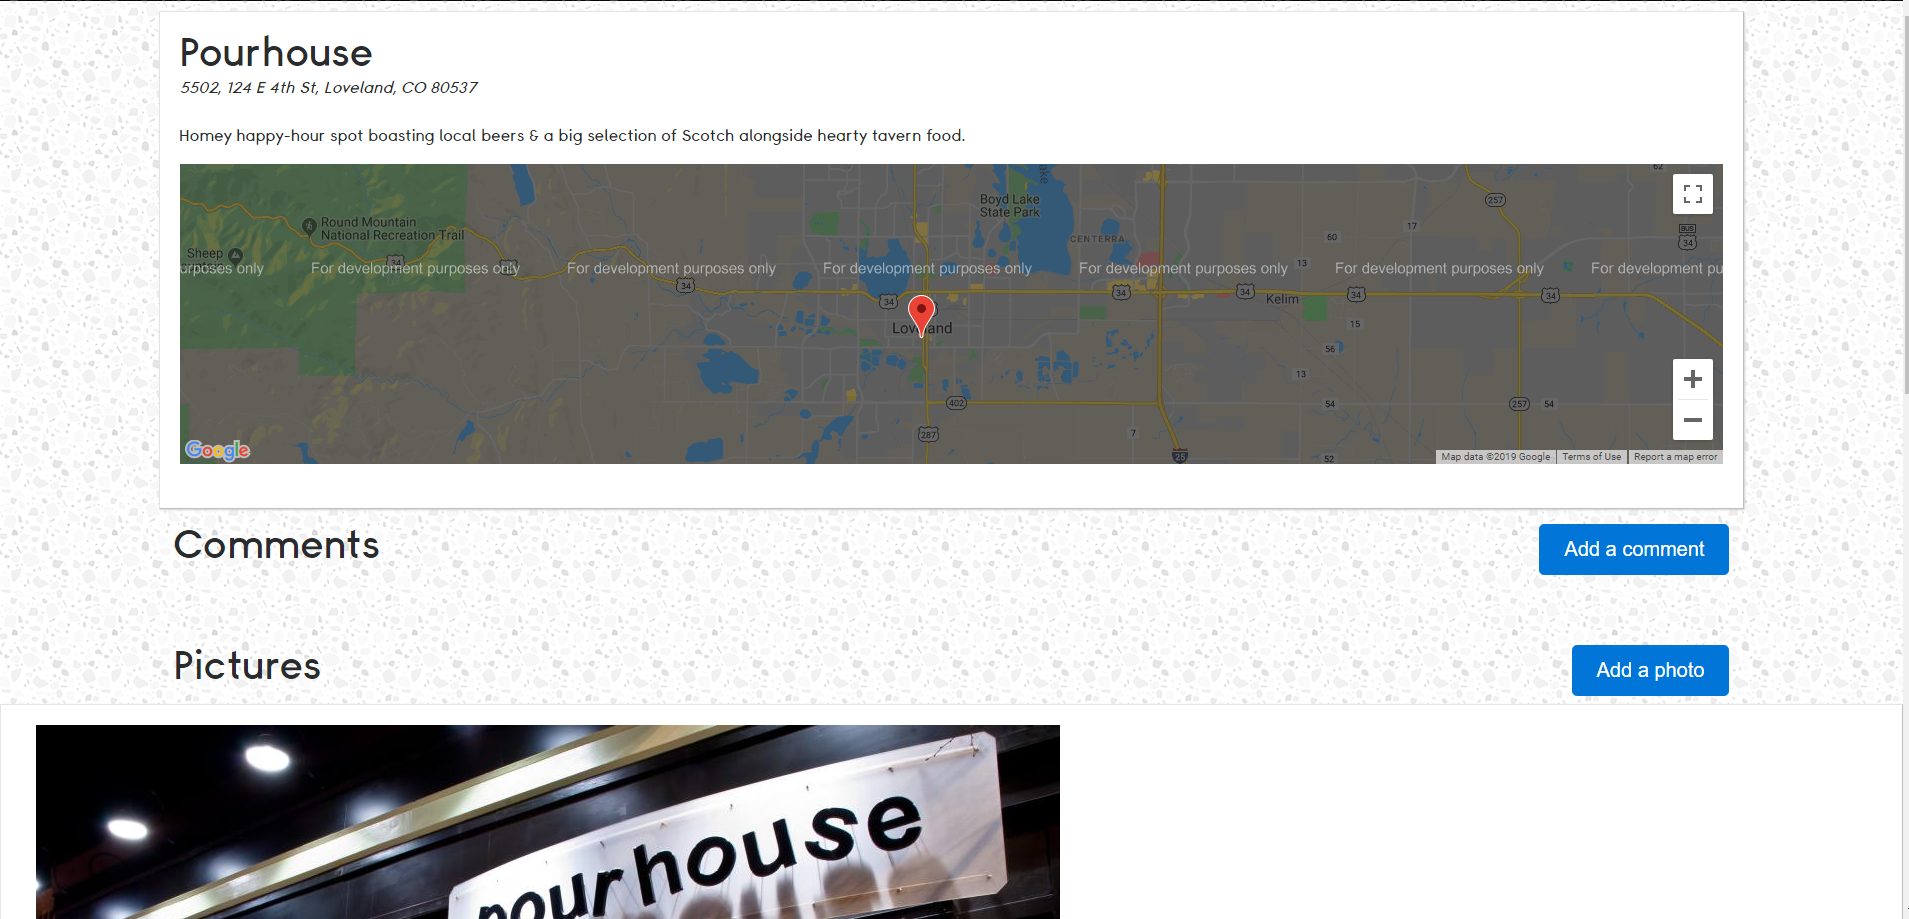 Pourhouse
5502, 124 E 4th St, Loveland, CO 80537
Homey happy-hour spot boasting local beers & a big selection of Scotch alongside hearty tavern food.
62
Boyd Lake
State Park
257
Round Mountain
National Recreation Trail
17
BUS
34
CENTERRA
60
Sheep
34
13
urposes only
For development purposes only
For development purposes only
For development purposes only
For development purposes only
For development purposes only
For development pu
34
34
34
34
34
34
Kelim
Loveland
15
56
13
402
54
257
54
287
7
25
52
Google
Map data ©2019 Google
Terms of Use
Report a map error
Comments
Add a comment
Pictures
Add a photo
pourhouse